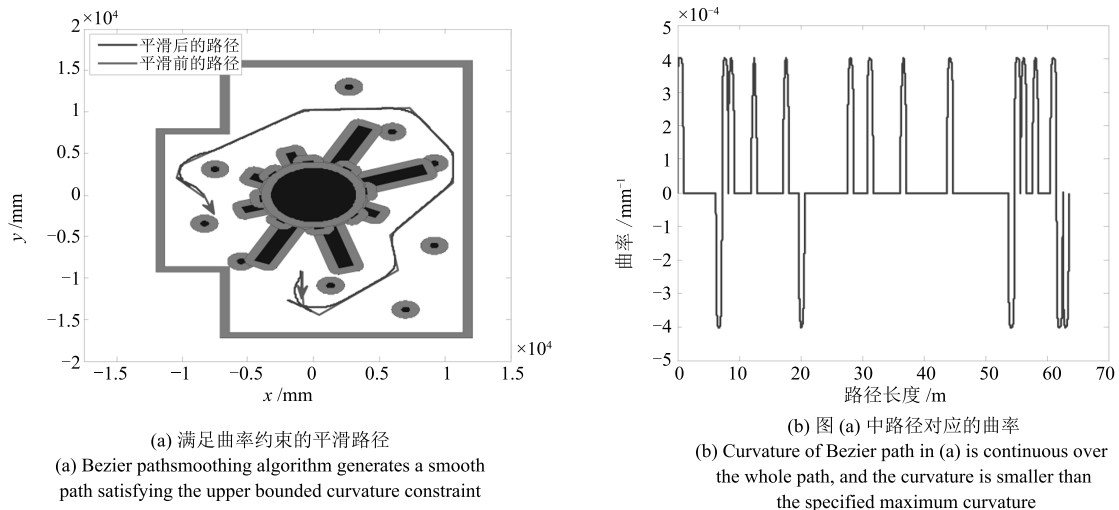 ×10⁴
2
1.5
1
0.5
0
−0.5
−1
−1.5
−2
y /mm
平滑后的路径
平滑前的路径
−1.5
−1
−0.5
0
0.5
1
1.5
×10⁴
x /mm
(a) 满足曲率约束的平滑路径
(a) Bezier pathsmoothing algorithm generates a smooth
path satisfying the upper bounded curvature constraint
×10⁻⁴
5
4
3
2
1
0
−1
−2
−3
−4
−5
曲率 /mm⁻¹
0
10
20
30
40
50
60
70
路径长度 /m
(b) 图 (a) 中路径对应的曲率
(b) Curvature of Bezier path in (a) is continuous over
the whole path, and the curvature is smaller than
the specified maximum curvature